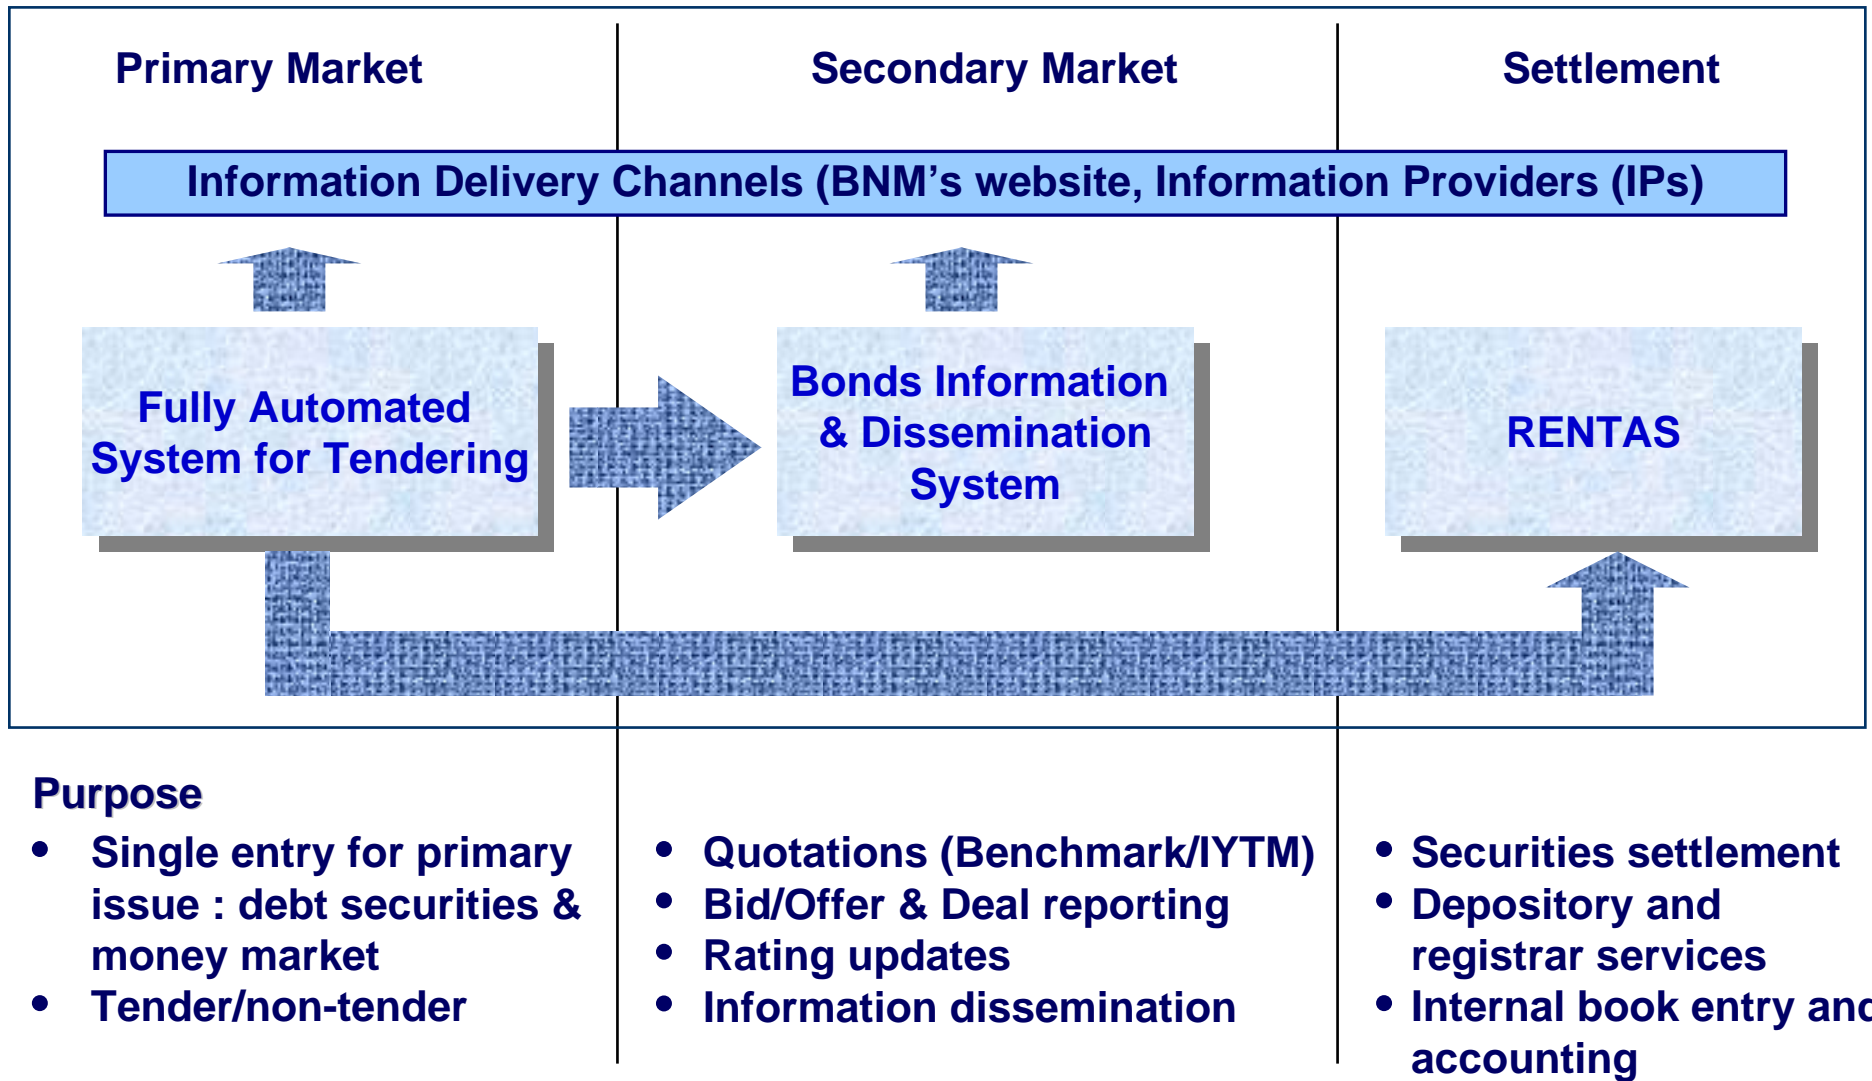 Primary Market
Secondary Market
Settlement
Information Delivery Channels (BNM’s website, Information Providers (IPs)
Fully Automated
System for Tendering
Bonds Information
& Dissemination
System
RENTAS
Purpose
• Single entry for primary
issue : debt securities &
money market
• Tender/non-tender
• Quotations (Benchmark/IYTM)
• Bid/Offer & Deal reporting
• Rating updates
• Information dissemination
• Securities settlement
• Depository and
registrar services
• Internal book entry and
accounting